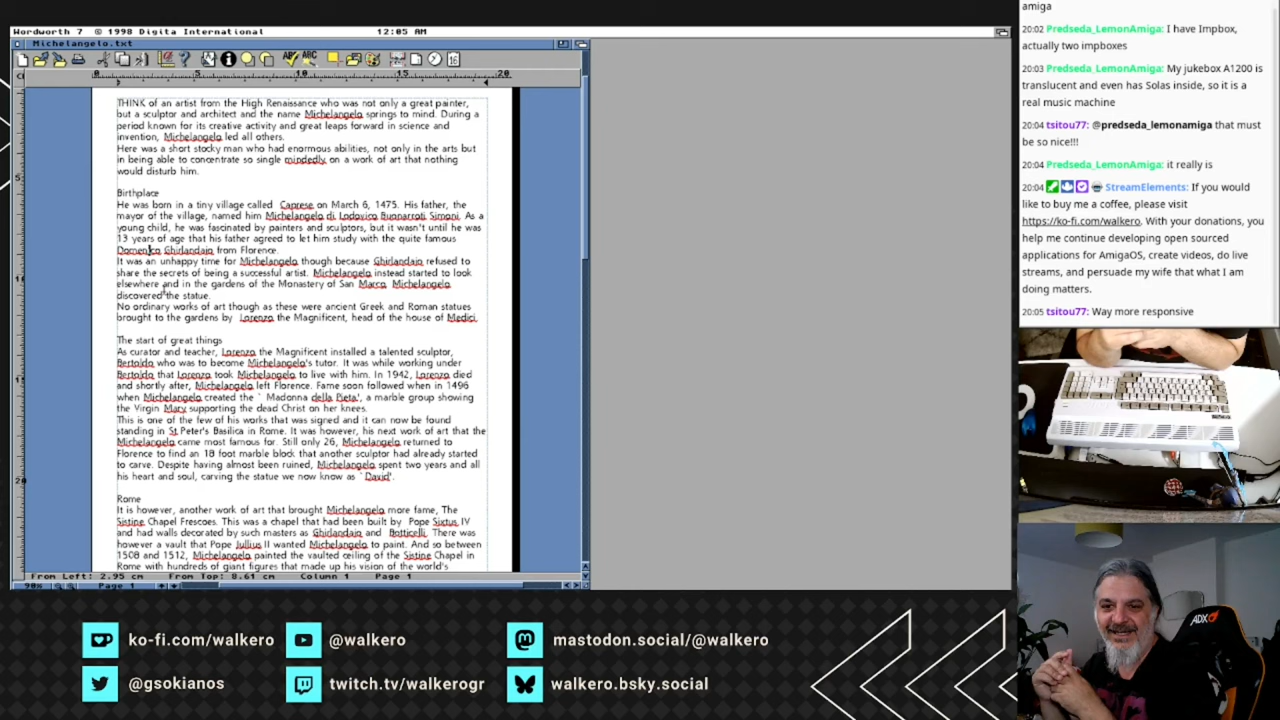 Wordworth 7 © 1998 Digita International 12:05 AM
Michelangelo.txt
0 5 10 15 20
THINK of an artist from the High Renaissance who was not only a great painter,
but a sculptor and architect and the name Michelangelo springs to mind. During a
period known for its creative activity and great leaps forward in science and
invention, Michelangelo led all others.
Here was a short stocky man who had enormous abilities, not only in the arts but
in being able to concentrate so single mindedly on a work of art that nothing
would disturb him.
Birthplace
He was born in a tiny village called Caprese on March 6, 1475. His father, the
mayor of the village, named him Michelangelo di Lodovico Buonarroti Simoni. As a
young child, he was fascinated by painters and sculptors, but it wasn't until he was
13 years of age that his father agreed to let him study with the quite famous
Domenico Ghirlandaio from Florence.
It was an unhappy time for Michelangelo though because Ghirlandaio refused to
share the secrets of being a successful artist. Michelangelo instead started to look
elsewhere and in the gardens of the Monastery of San Marco, Michelangelo
discovered the statue.
No ordinary works of art though as these were ancient Greek and Roman statues
brought to the gardens by Lorenzo the Magnificent, head of the house of Medici.
The start of great things
As curator and teacher, Lorenzo the Magnificent installed a talented sculptor,
Bertoldo who was to become Michelangelo's tutor. It was while working under
Bertoldo that Lorenzo took Michelangelo to live with him. In 1942, Lorenzo died
and shortly after, Michelangelo left Florence. Fame soon followed when in 1496
when Michelangelo created the ` Madonna della Pieta', a marble group showing
the Virgin Mary supporting the dead Christ on her knees.
This is one of the few of his works that was signed and it can now be found
standing in St Peter's Basilica in Rome. It was however, his next work of art that the
Michelangelo came most famous for. Still only 26, Michelangelo returned to
Florence to find an 18 foot marble block that another sculptor had already started
to carve. Despite having almost been ruined, Michelangelo spent two years and all
his heart and soul, carving the statue we now know as `David'.
Rome
It is however, another work of art that brought Michelangelo more fame, The
Sistine Chapel Frescoes. This was a chapel that had been built by Pope Sixtus IV
and had walls decorated by such masters as Ghirlandaio and Botticelli. There was
however a vault that Pope Jullius II wanted Michelangelo to paint. And so between
1508 and 1512, Michelangelo painted the vaulted ceiling of the Sistine Chapel in
Rome with hundreds of giant figures that made up his vision of the world's
From Left: 2.95 cm From Top: 8.61 cm Column 1 Page 1
90% Page 1
amiga
20:02 Predseda_LemonAmiga: I have Impbox,
actually two impboxes
20:03 Predseda_LemonAmiga: My jukebox A1200 is
translucent and even has Solas inside, so it is a
real music machine
20:04 tsitou77: @predseda_lemonamiga that must
be so nice!!!
20:04 Predseda_LemonAmiga: it really is
20:04 StreamElements: If you would
like to buy me a coffee, please visit
https://ko-fi.com/walkero. With your donations, you
help me continue developing open sourced
applications for AmigaOS, create videos, do live
streams, and persuade my wife that what I am
doing matters.
20:05 tsitou77: Way more responsive
ADX
ko-fi.com/walkero
@walkero
mastodon.social/@walkero
@gsokianos
twitch.tv/walkerogr
walkero.bsky.social